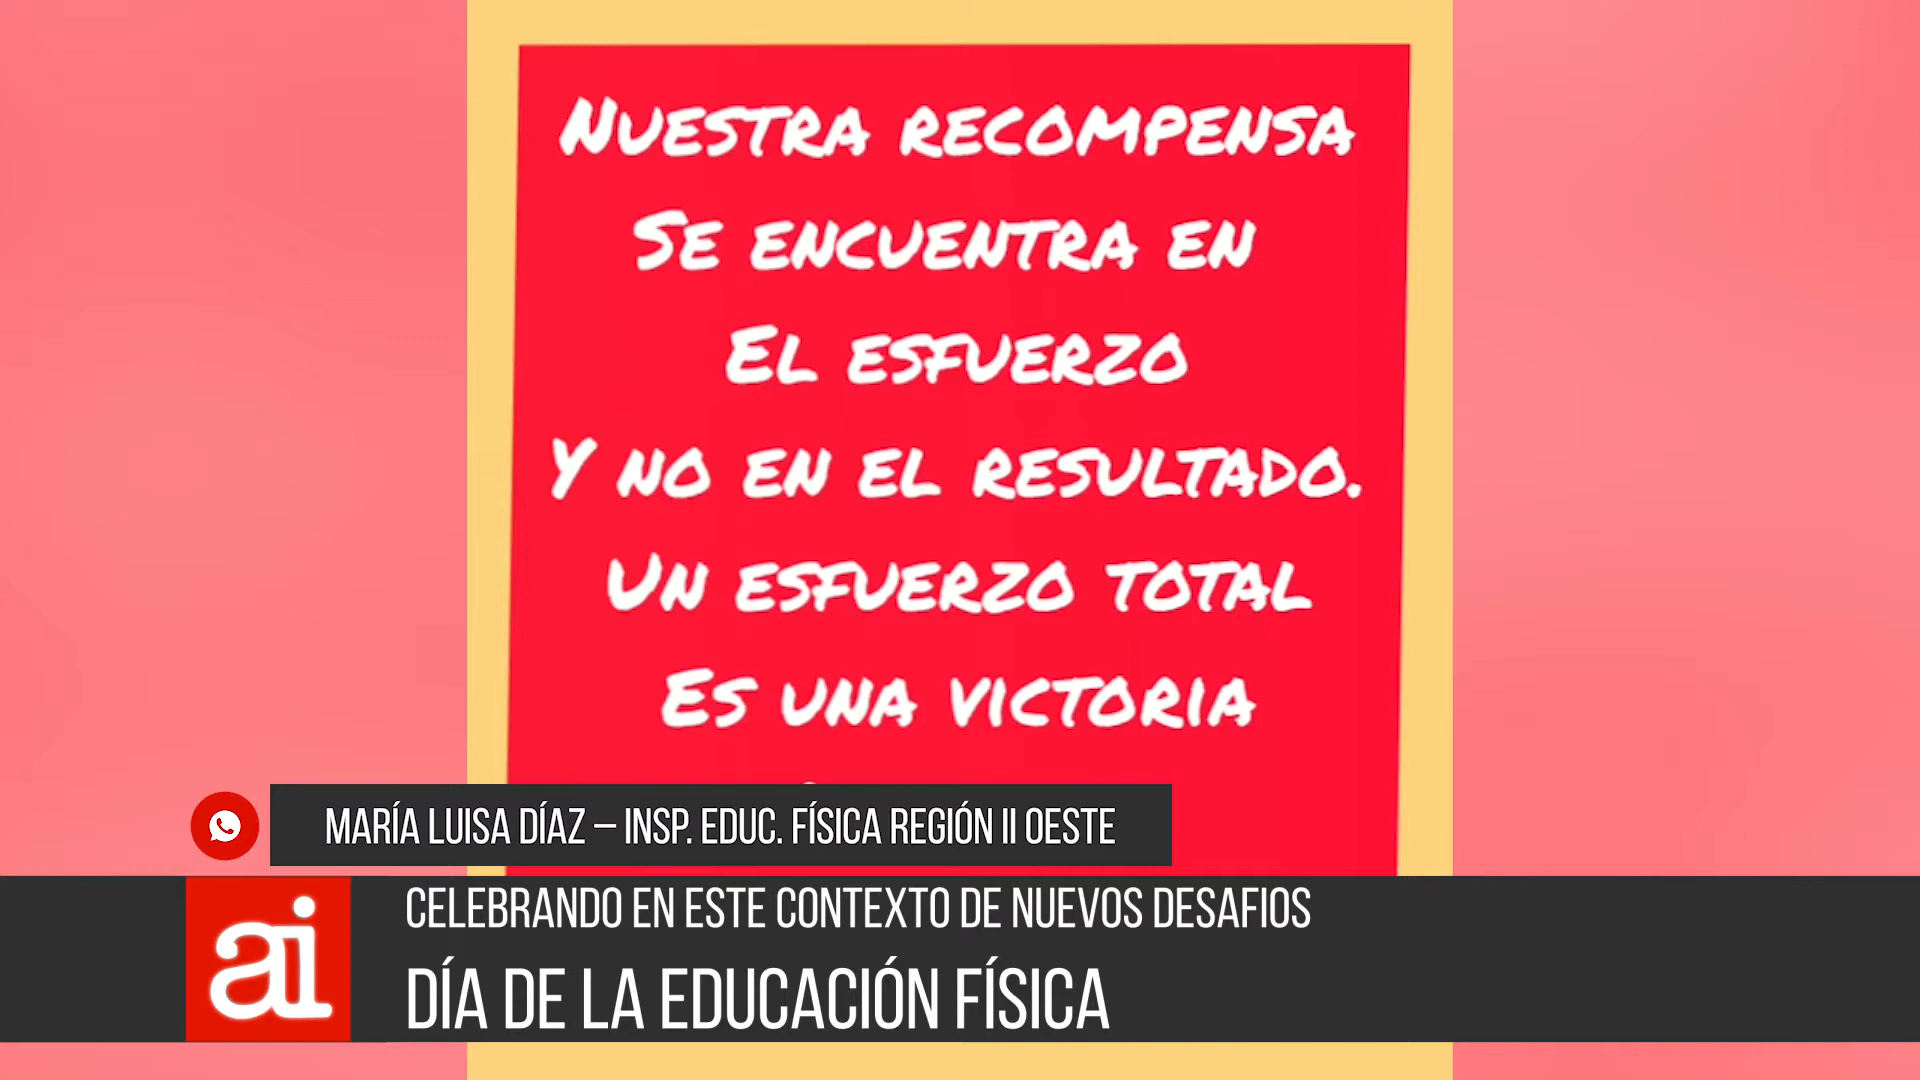 Nuestra recompensa
Se encuentra en
El esfuerzo
Y no en el resultado.
Un esfuerzo total
Es una victoria
MARÍA LUISA DÍAZ – INSP. EDUC. FÍSICA REGIÓN II OESTE
CELEBRANDO EN ESTE CONTEXTO DE NUEVOS DESAFIOS
ai
DÍA DE LA EDUCACIÓN FÍSICA